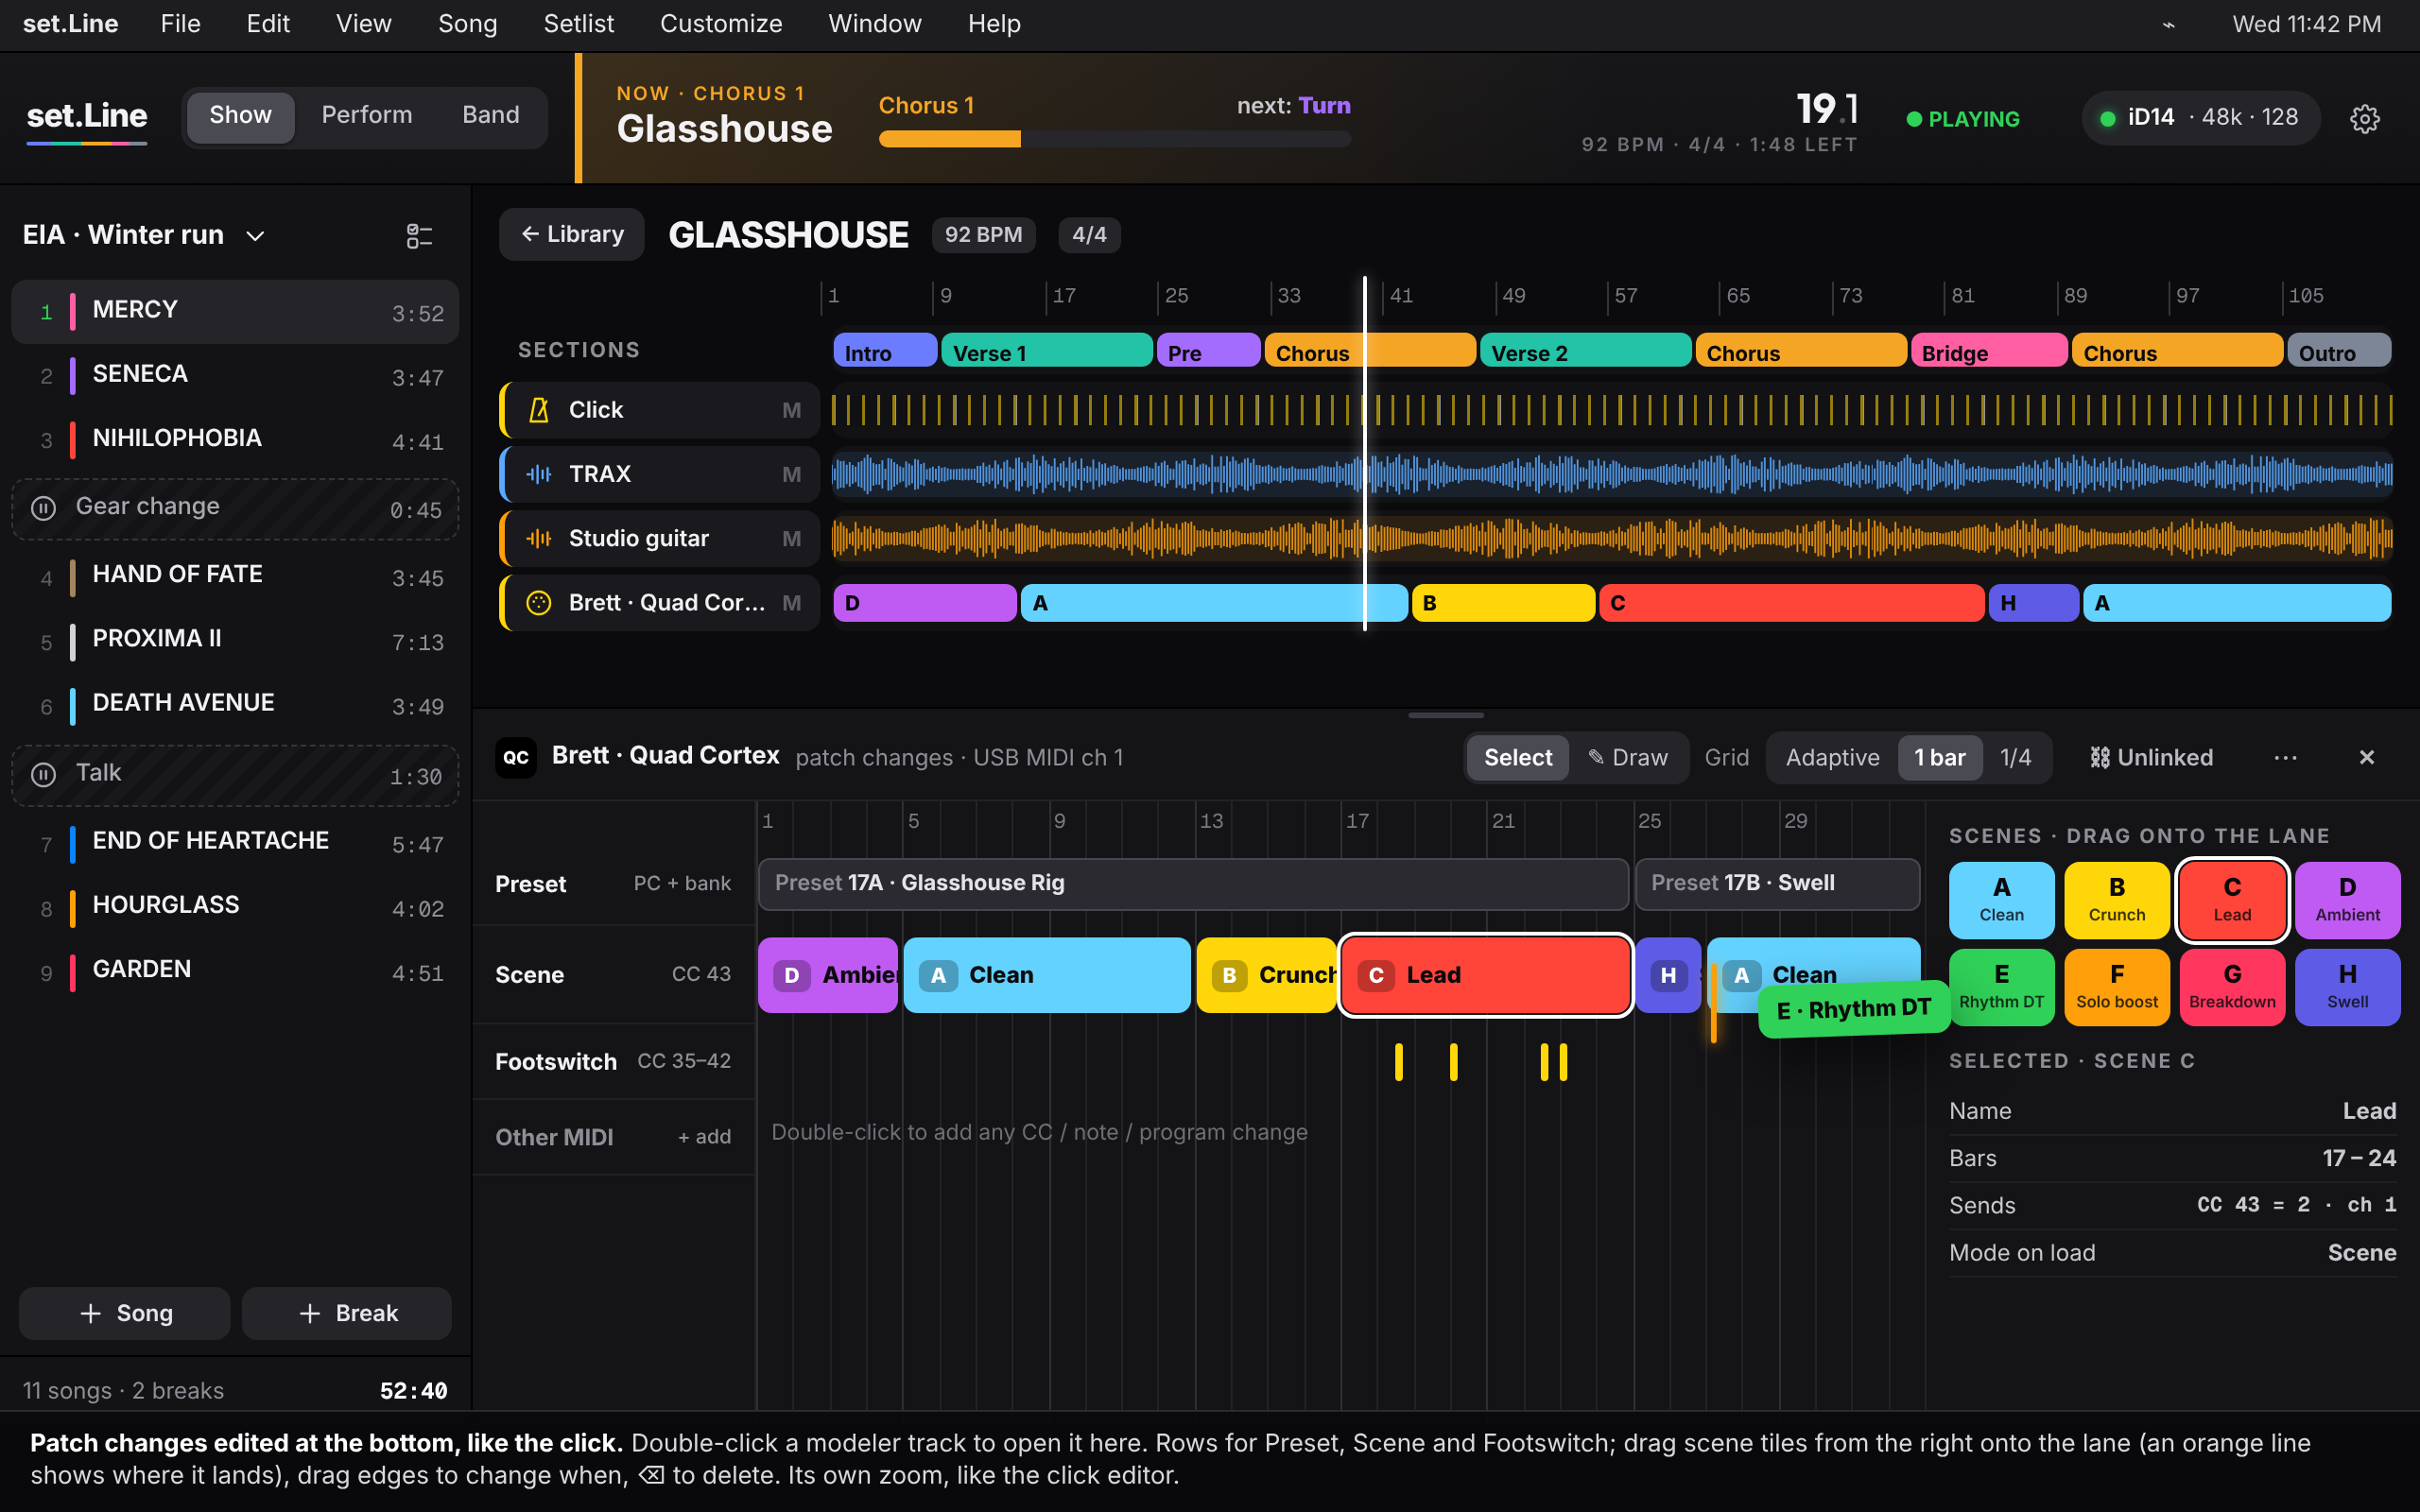 set.Line File Edit View Song Setlist Customize Window Help Wed 11:42 PM
set.Line Show Perform Band
NOW · CHORUS 1
Glasshouse
Chorus 1 next: Turn
19.1
92 BPM · 4/4 · 1:48 LEFT
PLAYING
iD14 · 48k · 128
EIA · Winter run
1 MERCY 3:52
2 SENECA 3:47
3 NIHILOPHOBIA 4:41
Gear change 0:45
4 HAND OF FATE 3:45
5 PROXIMA II 7:13
6 DEATH AVENUE 3:49
Talk 1:30
7 END OF HEARTACHE 5:47
8 HOURGLASS 4:02
9 GARDEN 4:51
+ Song + Break
11 songs · 2 breaks 52:40
← Library GLASSHOUSE 92 BPM 4/4
1 9 17 25 33 41 49 57 65 73 81 89 97 105
SECTIONS Intro Verse 1 Pre Chorus Verse 2 Chorus Bridge Chorus Outro
Click M
TRAX M
Studio guitar M
Brett · Quad Cor... M D A B C H A
QC Brett · Quad Cortex patch changes · USB MIDI ch 1 Select ✎ Draw Grid Adaptive 1 bar 1/4 ⛓ Unlinked ··· ✕
1 5 9 13 17 21 25 29
Preset PC + bank Preset 17A · Glasshouse Rig Preset 17B · Swell
Scene CC 43 D Ambie A Clean B Crunch C Lead H A Clean
E · Rhythm DT
Footswitch CC 35–42
Other MIDI + add Double-click to add any CC / note / program change
SCENES · DRAG ONTO THE LANE
A B C D
Clean Crunch Lead Ambient
E F G H
Rhythm DT Solo boost Breakdown Swell
SELECTED · SCENE C
Name Lead
Bars 17 – 24
Sends CC 43 = 2 · ch 1
Mode on load Scene
Patch changes edited at the bottom, like the click. Double-click a modeler track to open it here. Rows for Preset, Scene and Footswitch; drag scene tiles from the right onto the lane (an orange line
shows where it lands), drag edges to change when, ⌫ to delete. Its own zoom, like the click editor.